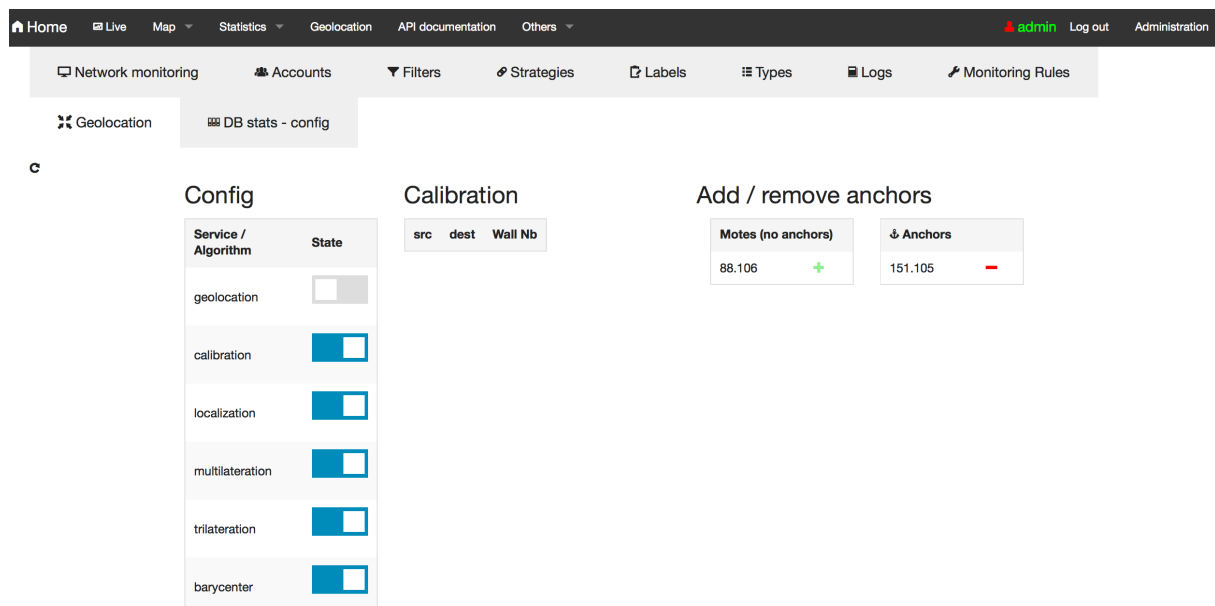 Home Live Map Statistics Geolocation API documentation Others admin Log out Administration
Network monitoring Accounts Filters Strategies Labels Types Logs Monitoring Rules
Geolocation DB stats - config
Config Calibration Add / remove anchors
Service / Algorithm State src dest Wall Nb Motes (no anchors) Anchors
88.106 151.105
geolocation
calibration
localization
multilateration
trilateration
barycenter